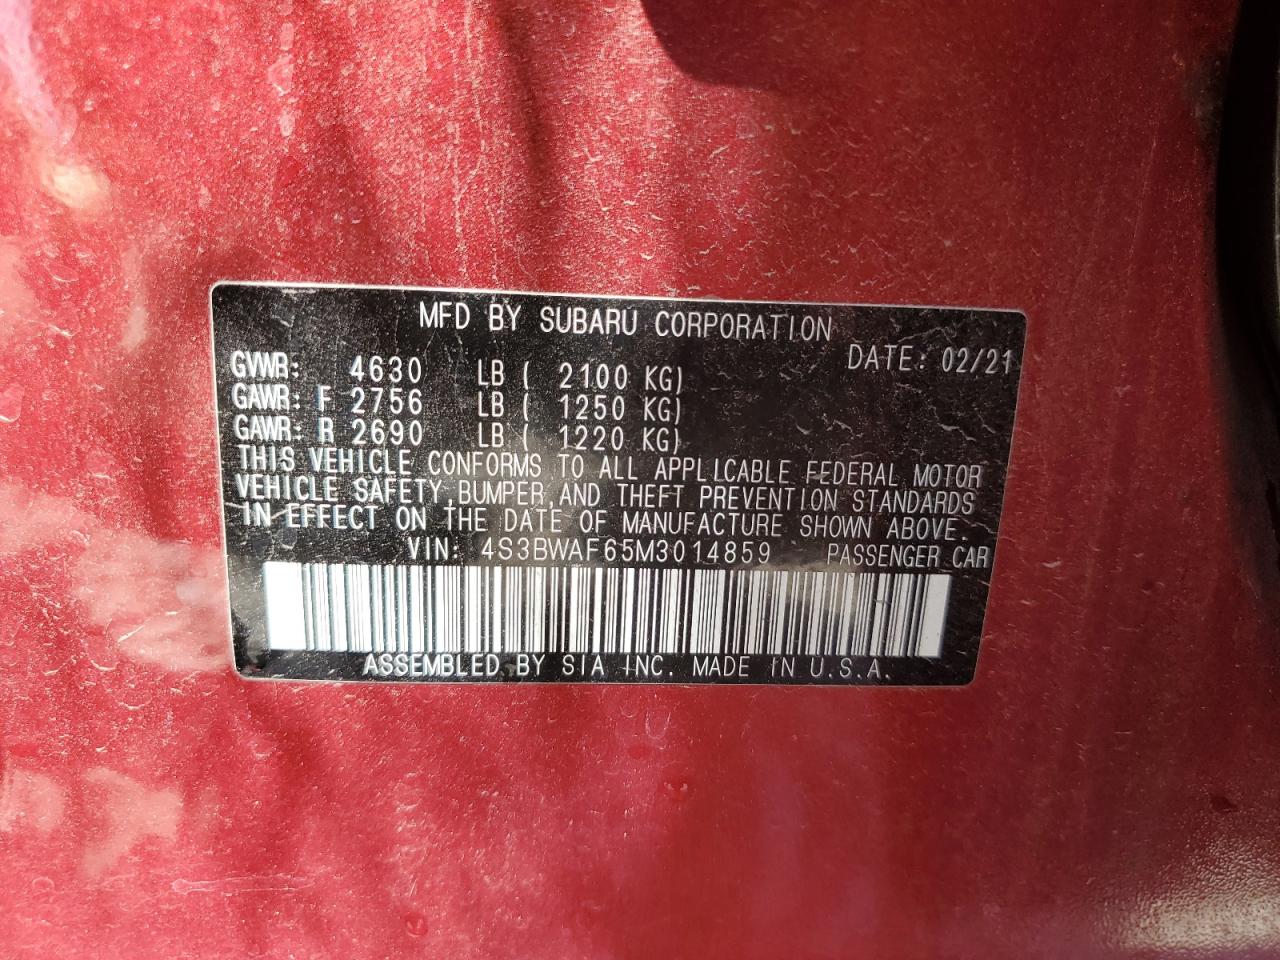 MFD BY SUBARU CORPORATION
DATE: 02/21
GVWR: 4630 LB ( 2100 KG)
GAWR: F 2756 LB ( 1250 KG)
GAWR: R 2690 LB ( 1220 KG)
THIS VEHICLE CONFORMS TO ALL APPLICABLE FEDERAL MOTOR
VEHICLE SAFETY, BUMPER, AND THEFT PREVENTION STANDARDS
IN EFFECT ON THE DATE OF MANUFACTURE SHOWN ABOVE.
VIN: 4S3BWAF65M3014859 PASSENGER CAR
ASSEMBLED BY SIA INC. MADE IN U.S.A.